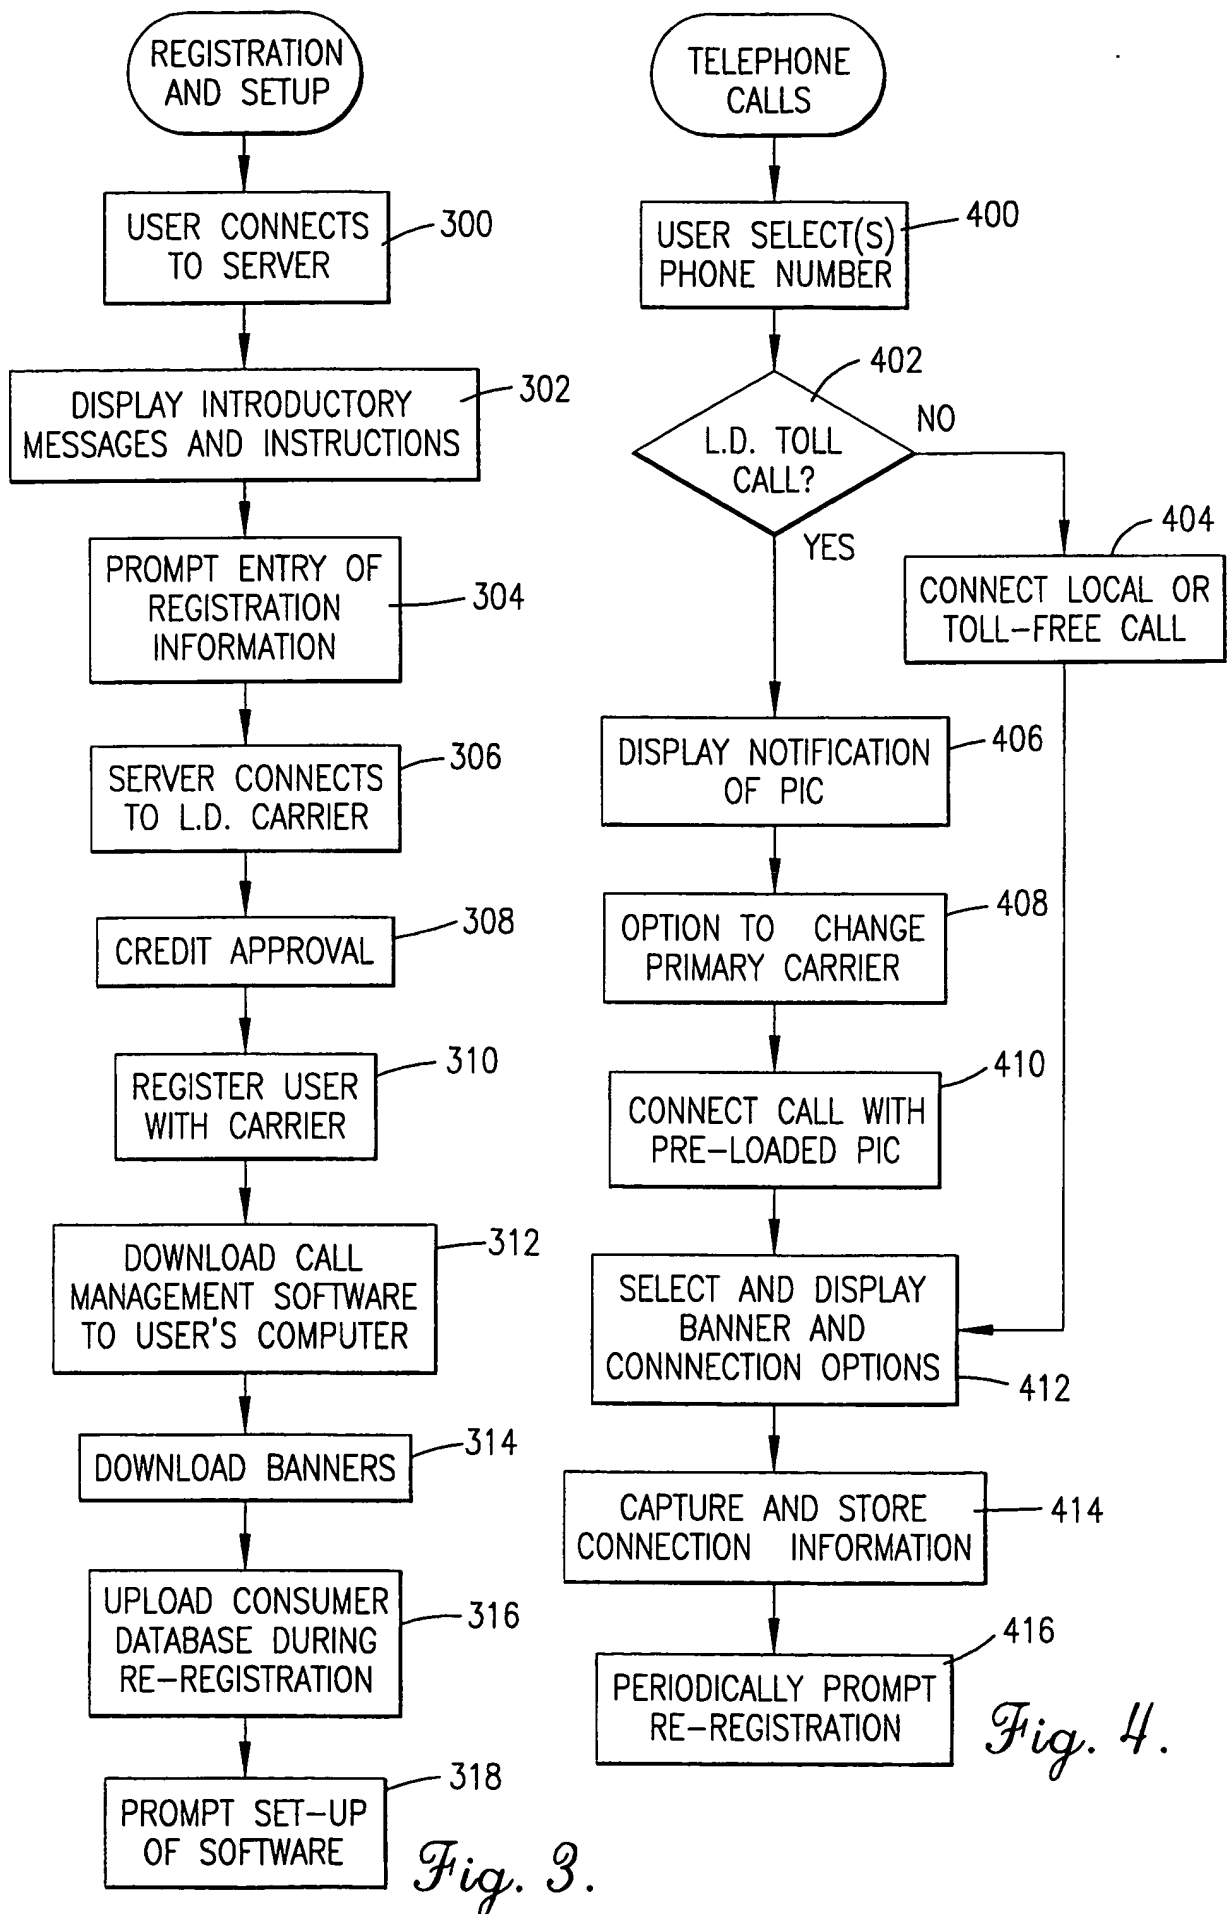 REGISTRATION
AND SETUP
USER CONNECTS
TO SERVER
300
DISPLAY INTRODUCTORY
MESSAGES AND INSTRUCTIONS
302
PROMPT ENTRY OF
REGISTRATION
INFORMATION
304
SERVER CONNECTS
TO L.D. CARRIER
306
CREDIT APPROVAL
308
REGISTER USER
WITH CARRIER
310
DOWNLOAD CALL
MANAGEMENT SOFTWARE
TO USER'S COMPUTER
312
DOWNLOAD BANNERS
314
UPLOAD CONSUMER
DATABASE DURING
RE-REGISTRATION
316
PROMPT SET-UP
OF SOFTWARE
318
Fig. 3.
TELEPHONE
CALLS
USER SELECT(S)
PHONE NUMBER
400
L.D. TOLL
CALL?
402
NO
YES
CONNECT LOCAL OR
TOLL-FREE CALL
404
DISPLAY NOTIFICATION
OF PIC
406
OPTION TO CHANGE
PRIMARY CARRIER
408
CONNECT CALL WITH
PRE-LOADED PIC
410
SELECT AND DISPLAY
BANNER AND
CONNNECTION OPTIONS
412
CAPTURE AND STORE
CONNECTION INFORMATION
414
PERIODICALLY PROMPT
RE-REGISTRATION
416
Fig. 4.